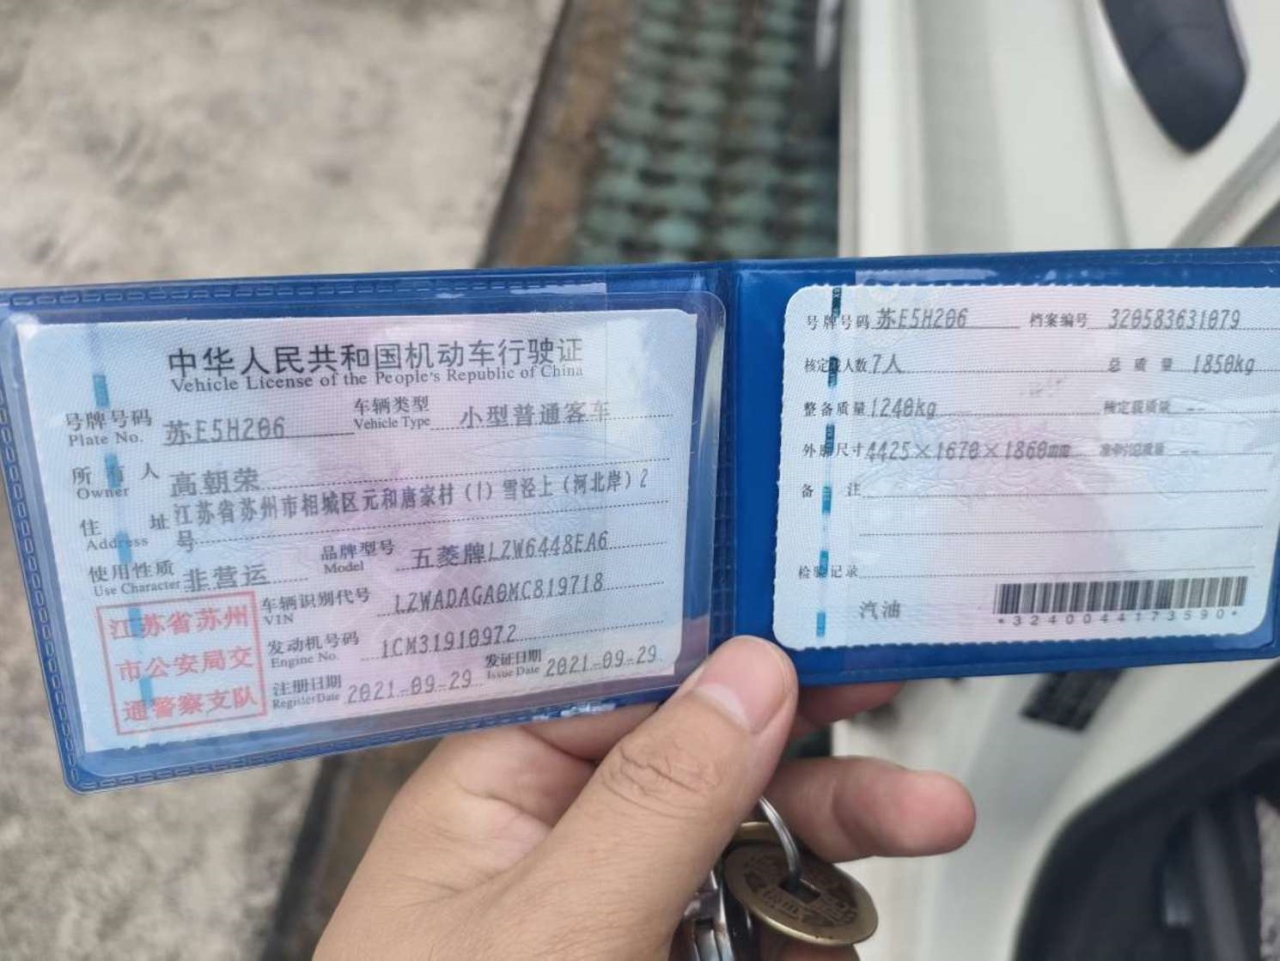 中华人民共和国机动车行驶证
Vehicle License of the People's Republic of China
号牌号码 苏E5H206 车辆类型 小型普通客车
Plate No. Vehicle Type
所有人 高朝荣
Owner
住址 江苏省苏州市相城区元和唐家村(1)雪泾上(河北岸)2
Address 号
使用性质 非营运 品牌型号 五菱牌LZW6448EA6
Use Character Model
车辆识别代号 LZWADAGA0MC819718
VIN
发动机号码 1CM31910972
Engine No.
注册日期 2021-09-29 发证日期 2021-09-29
Register Date Issue Date
江苏省苏州
市公安局交
通警察支队
号牌号码 苏E5H206 档案编号 320583631079
核定载人数 7人 总质量 1850kg
整备质量 1240kg 核定载质量 --
外廓尺寸 4425×1670×1860mm 准牵引总质量 --
备注
检验记录
汽油
*3240044173590*